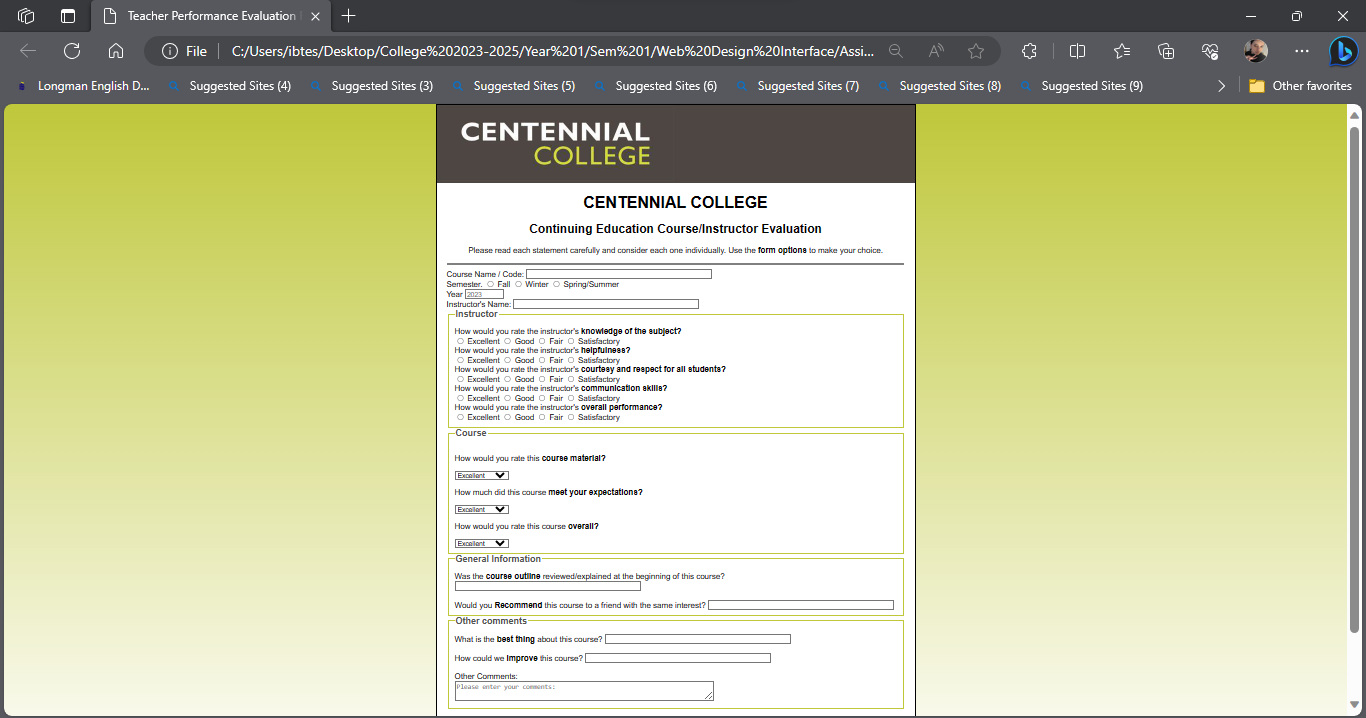 Teacher Performance Evaluation
File
C:/Users/ibtes/Desktop/College%202023-2025/Year%201/Sem%201/Web%20Design%20Interface/Assi...
Longman English D...
Suggested Sites (4)
Suggested Sites (3)
Suggested Sites (5)
Suggested Sites (6)
Suggested Sites (7)
Suggested Sites (8)
Suggested Sites (9)
Other favorites
CENTENNIAL
COLLEGE
CENTENNIAL COLLEGE
Continuing Education Course/Instructor Evaluation
Please read each statement carefully and consider each one individually. Use the form options to make your choice.
Course Name / Code:
Semester. Fall Winter Spring/Summer
Year 2023
Instructor's Name:
Instructor
How would you rate the instructor's knowledge of the subject?
Excellent Good Fair Satisfactory
How would you rate the instructor's helpfulness?
Excellent Good Fair Satisfactory
How would you rate the instructor's courtesy and respect for all students?
Excellent Good Fair Satisfactory
How would you rate the instructor's communication skills?
Excellent Good Fair Satisfactory
How would you rate the instructor's overall performance?
Excellent Good Fair Satisfactory
Course
How would you rate this course material?
Excellent
How much did this course meet your expectations?
Excellent
How would you rate this course overall?
Excellent
General Information
Was the course outline reviewed/explained at the beginning of this course?
Would you Recommend this course to a friend with the same interest?
Other comments
What is the best thing about this course?
How could we improve this course?
Other Comments:
Please enter your comments: